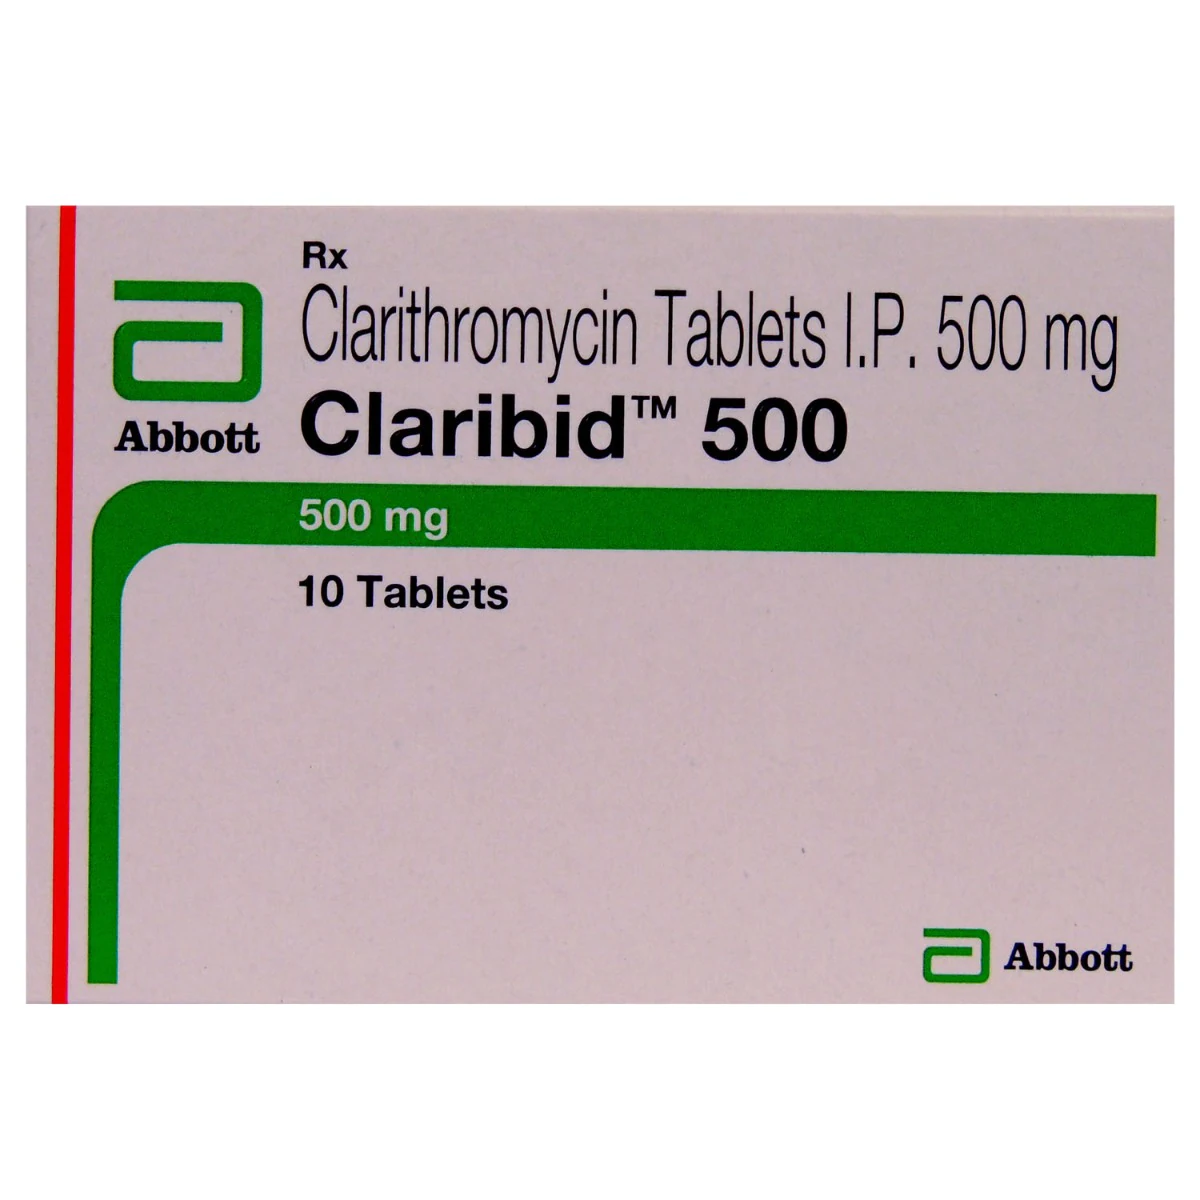 Rx
Clarithromycin Tablets I.P. 500 mg
Abbott
Claribid™ 500
500 mg
10 Tablets
Abbott